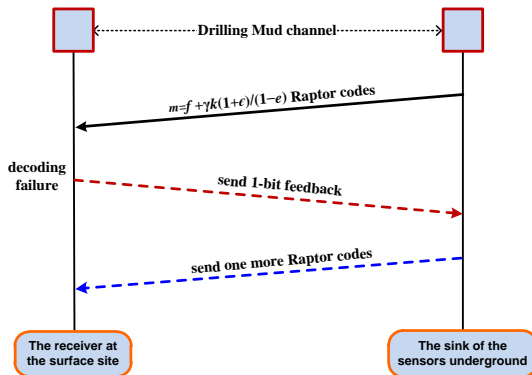 Drilling Mud channel
m=f+γk(1+ϵ)/(1−e) Raptor codes
decoding
failure
send 1-bit feedback
send one more Raptor codes
The receiver at
the surface site
The sink of the
sensors underground